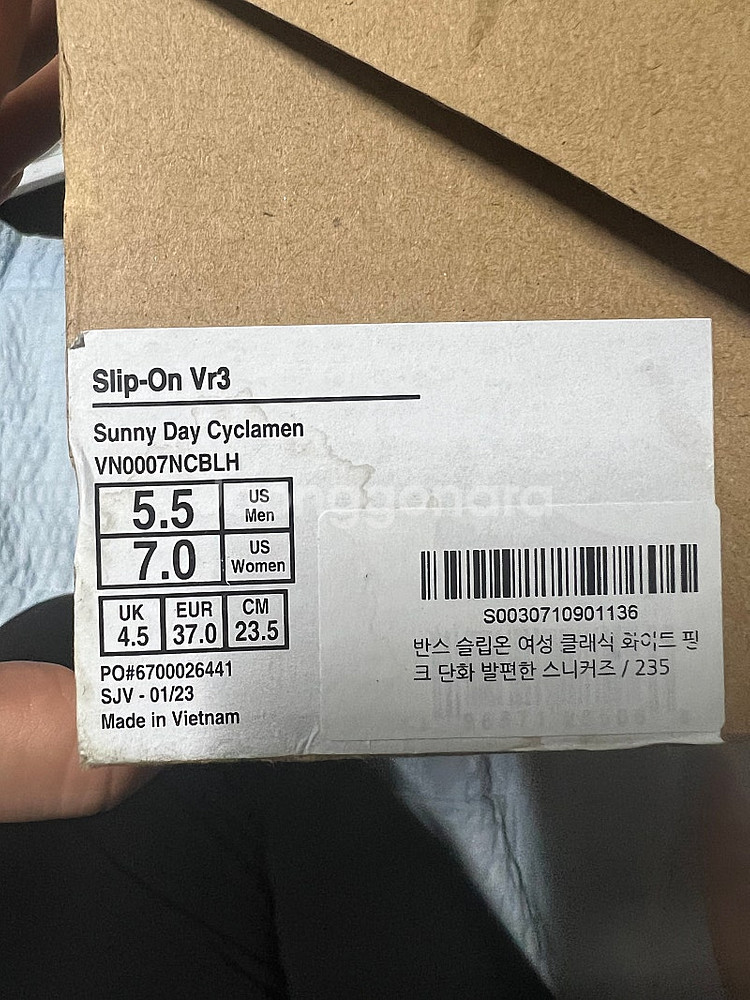 Slip-On Vr3
Sunny Day Cyclamen
VN0007NCBLH
5.5 US Men
7.0 US Women
UK 4.5
EUR 37.0
CM 23.5
PO#6700026441
SJV - 01/23
Made in Vietnam
S0030710901136
반스 슬립온 여성 클래식 화이트 핑
크 단화 발편한 스니커즈 / 235